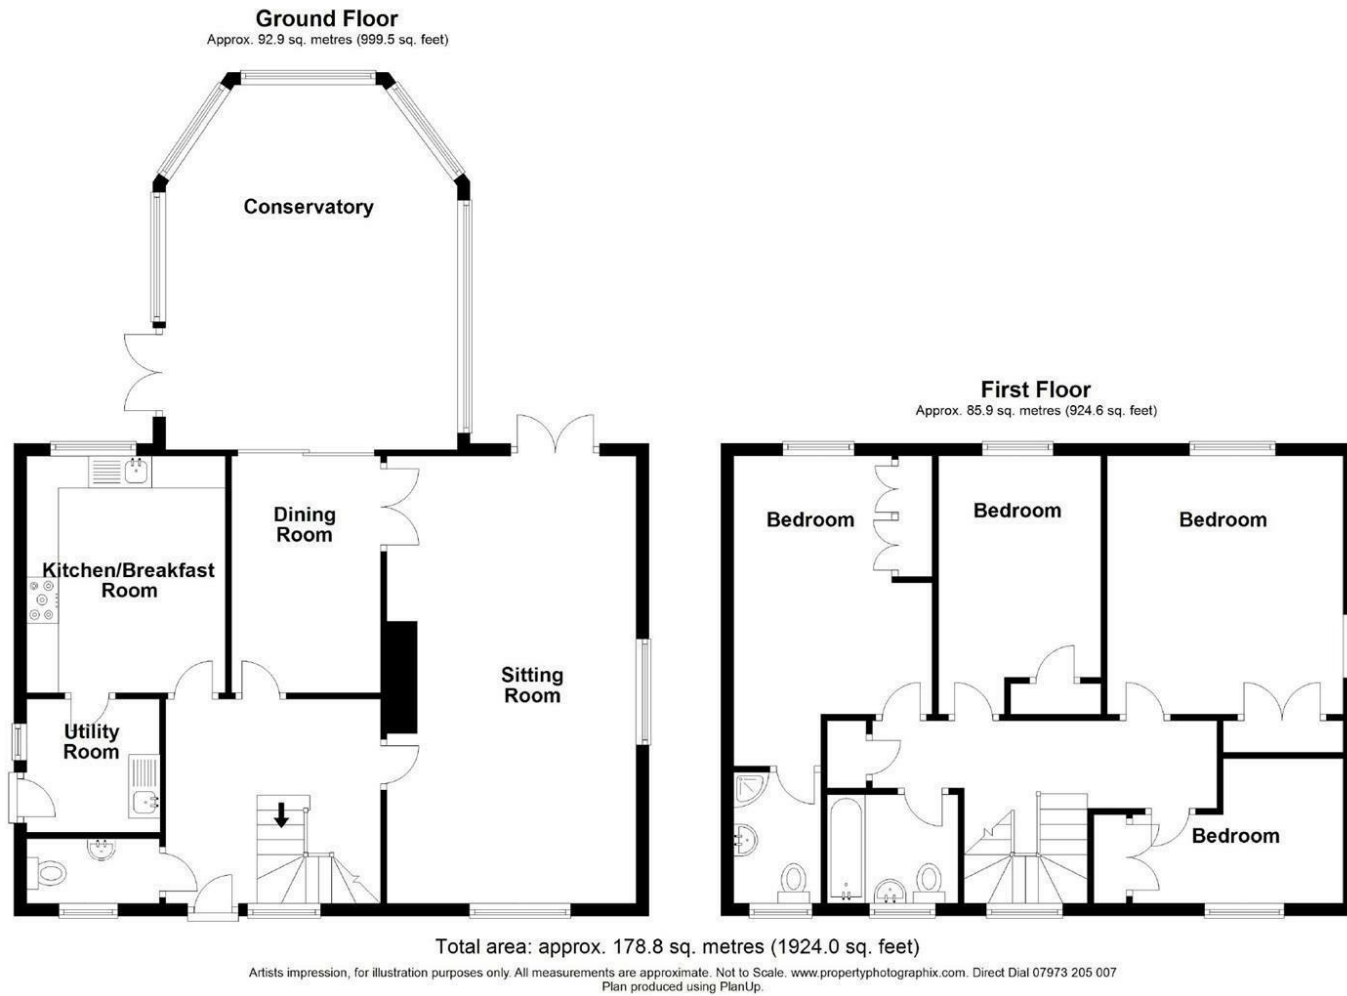 Ground Floor
Approx. 92.9 sq. metres (999.5 sq. feet)
Conservatory
Dining
Room
Kitchen/Breakfast
Room
Sitting
Room
Utility
Room
First Floor
Approx. 85.9 sq. metres (924.6 sq. feet)
Bedroom
Bedroom
Bedroom
Bedroom
Total area: approx. 178.8 sq. metres (1924.0 sq. feet)
Artists impression, for illustration purposes only. All measurements are approximate. Not to Scale. www.propertyphotographix.com. Direct Dial 07973 205 007
Plan produced using PlanUp.